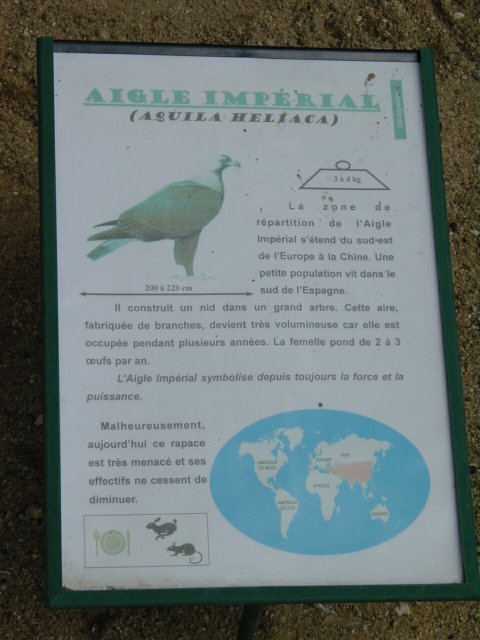 AIGLE IMPÉRIAL
(AQUILA HELIACA)
3 à 4 kg
La zone de
répartition de l'Aigle
Impérial s'étend du sud-est
de l'Europe à la Chine. Une
petite population vit dans le
sud de l'Espagne.
200 à 220 cm
Il construit un nid dans un grand arbre. Cette aire,
fabriquée de branches, devient très volumineuse car elle est
occupée pendant plusieurs années. La femelle pond de 2 à 3
œufs par an.
L'Aigle Impérial symbolise depuis toujours la force et la
puissance.
Malheureusement,
aujourd'hui ce rapace
est très menacé et ses
effectifs ne cessent de
diminuer.
AMÉRIQUE
DU NORD
EUROPE
ASIE
AFRIQUE
AMÉRIQUE
DU SUD
OCÉANIE